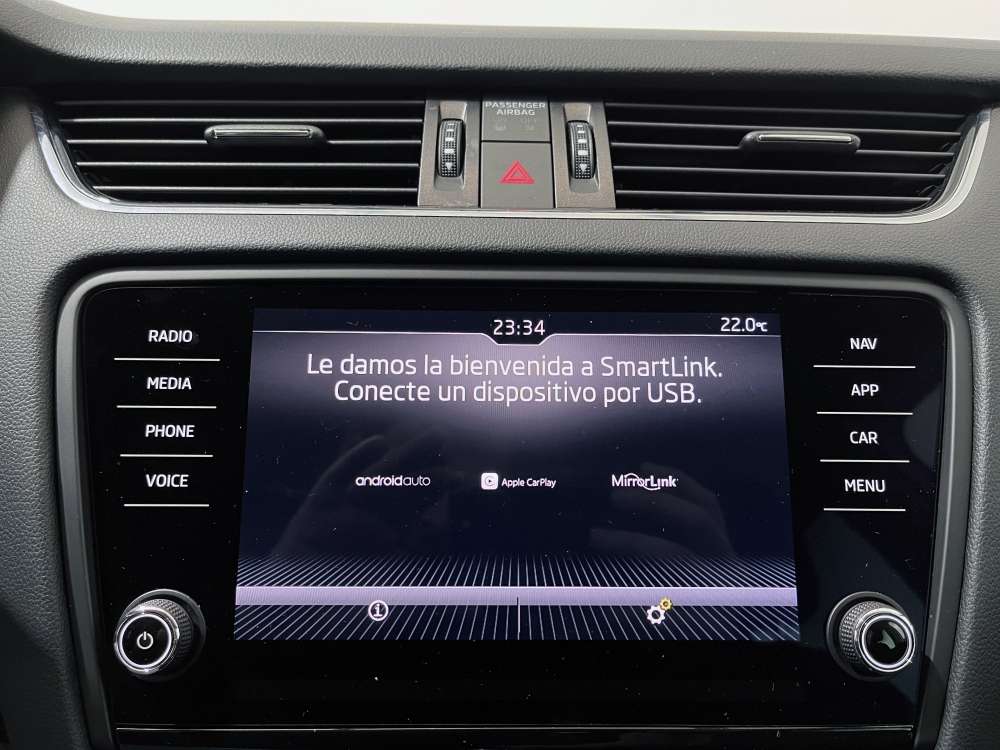 PASSENGER
AIRBAG
OFF
RADIO
MEDIA
PHONE
VOICE
23:34
22.0°C
Le damos la bienvenida a SmartLink.
Conecte un dispositivo por USB.
androidauto
Apple CarPlay
MirrorLink
NAV
APP
CAR
MENU